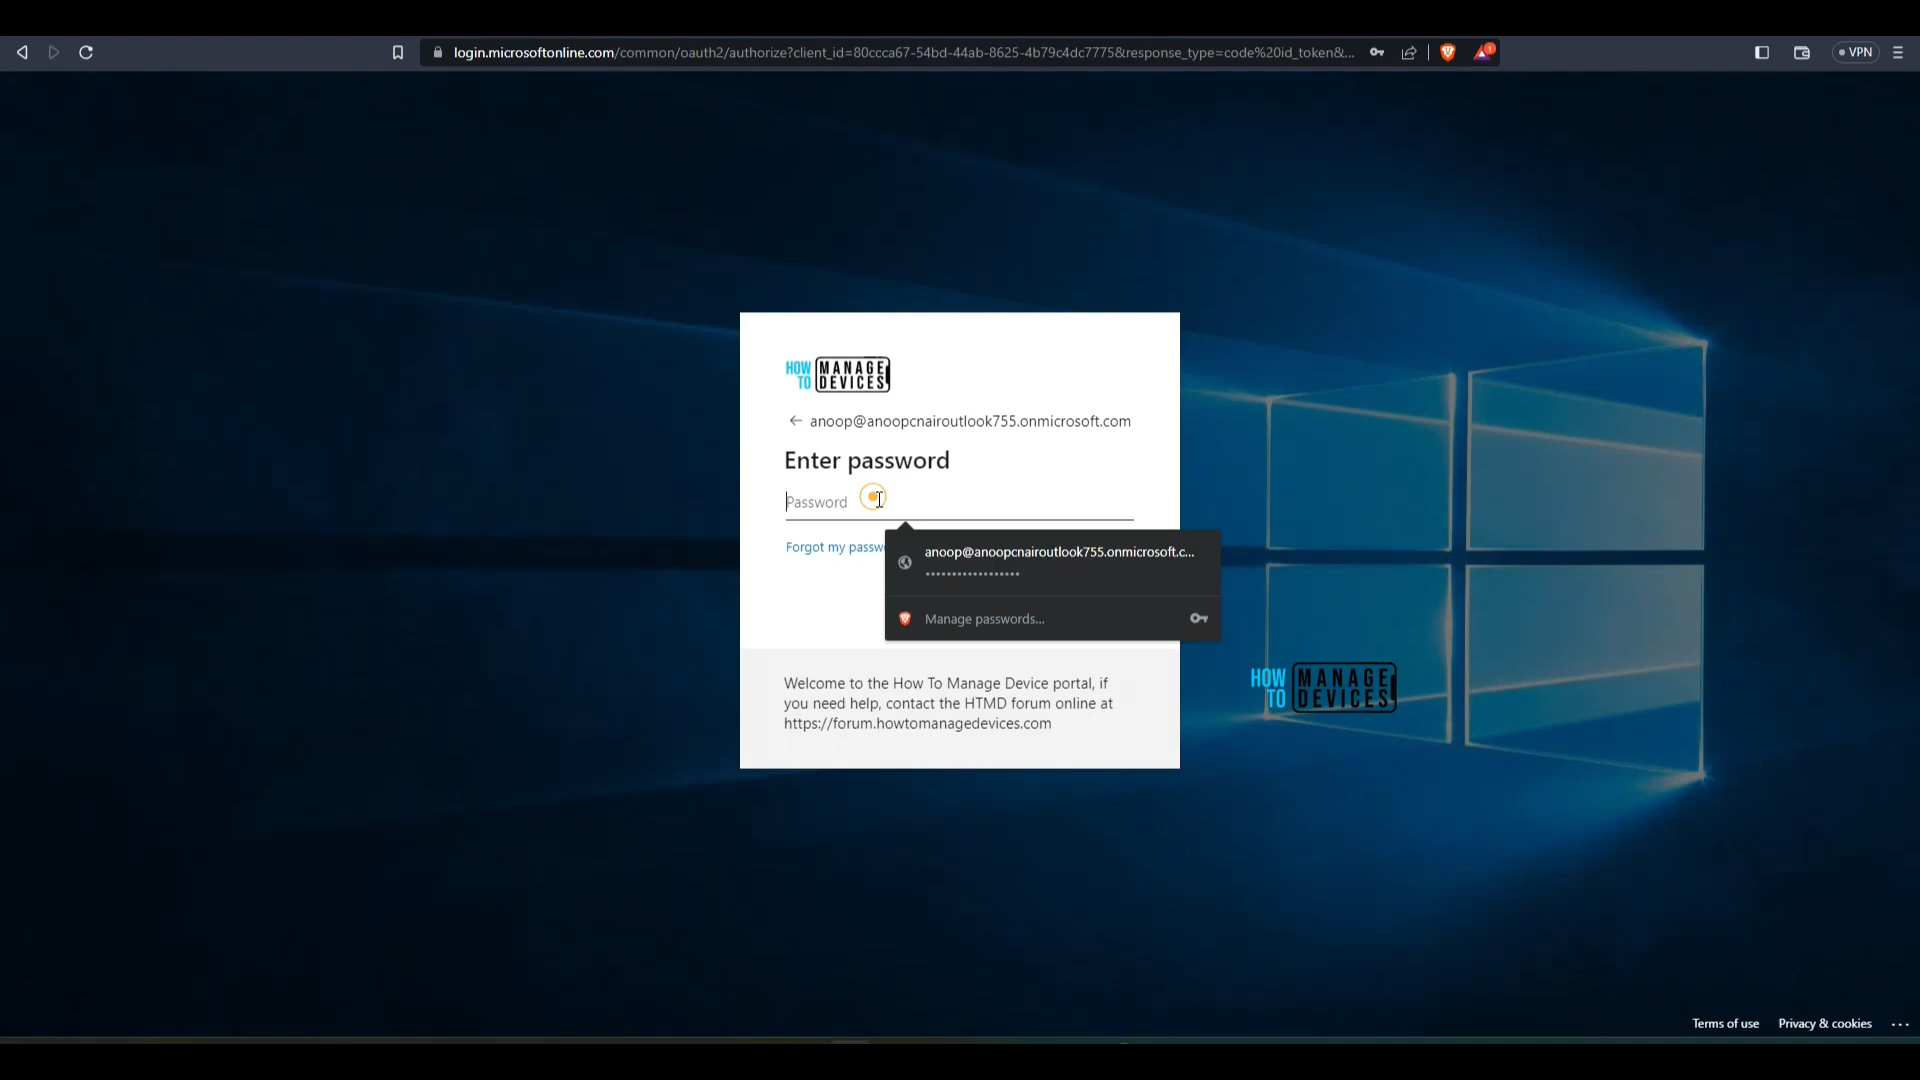 login.microsoftonline.com/common/oauth2/authorize?client_id=80ccca67-54bd-44ab-8625-4b79c4dc7775&response_type=code%20id_token&...
1
VPN
HOW TO MANAGE DEVICES
anoop@anoopcnairoutlook755.onmicrosoft.com
Enter password
Password
Forgot my passw
anoop@anoopcnairoutlook755.onmicrosoft.c...
Manage passwords...
Welcome to the How To Manage Device portal, if
you need help, contact the HTMD forum online at
https://forum.howtomanagedevices.com
HOW TO MANAGE DEVICES
Terms of use Privacy & cookies ...